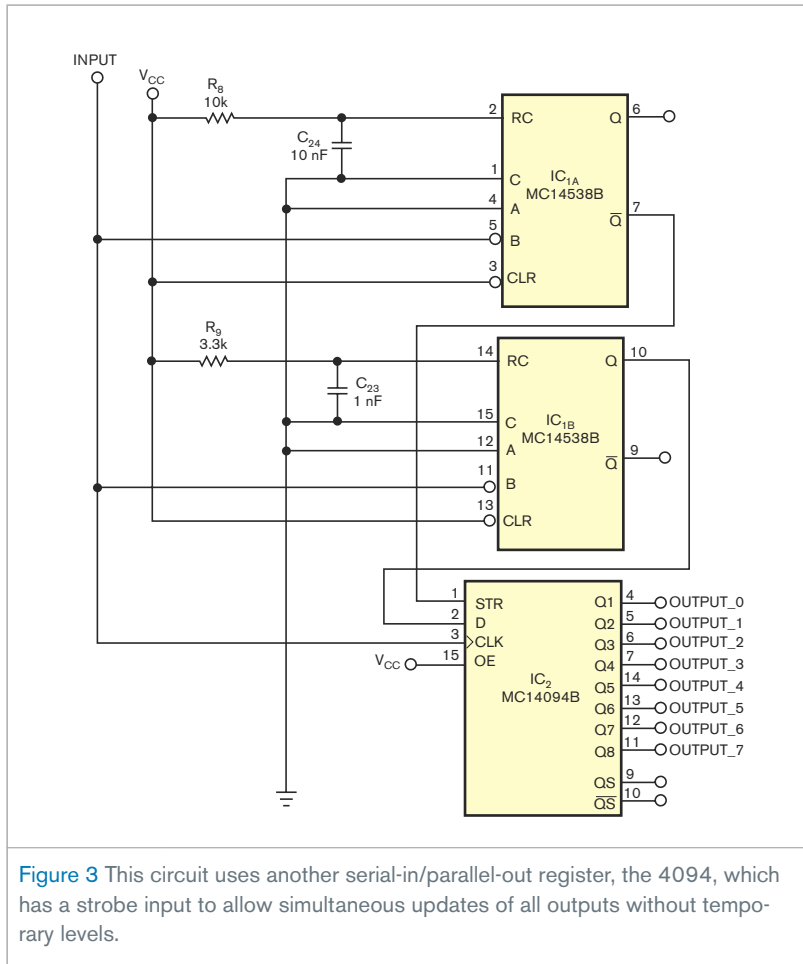 INPUT
VCC
R8
10k
C24
10 nF
2
RC
Q
6
1
C
IC1A
MC14538B
4
A
Q
7
5
B
3
CLR
R9
3.3k
14
RC
Q
10
C23
1 nF
15
C
IC1B
MC14538B
12
A
Q
9
11
B
13
CLR
1
STR
Q1
4
OUTPUT_0
2
D
Q2
5
OUTPUT_1
3
CLK
Q3
6
OUTPUT_2
VCC
15
OE
Q4
7
OUTPUT_3
IC2
MC14094B
Q5
14
OUTPUT_4
Q6
13
OUTPUT_5
Q7
12
OUTPUT_6
Q8
11
OUTPUT_7
QS
9
QS
10
Figure 3 This circuit uses another serial-in/parallel-out register, the 4094, which
has a strobe input to allow simultaneous updates of all outputs without tempo-
rary levels.